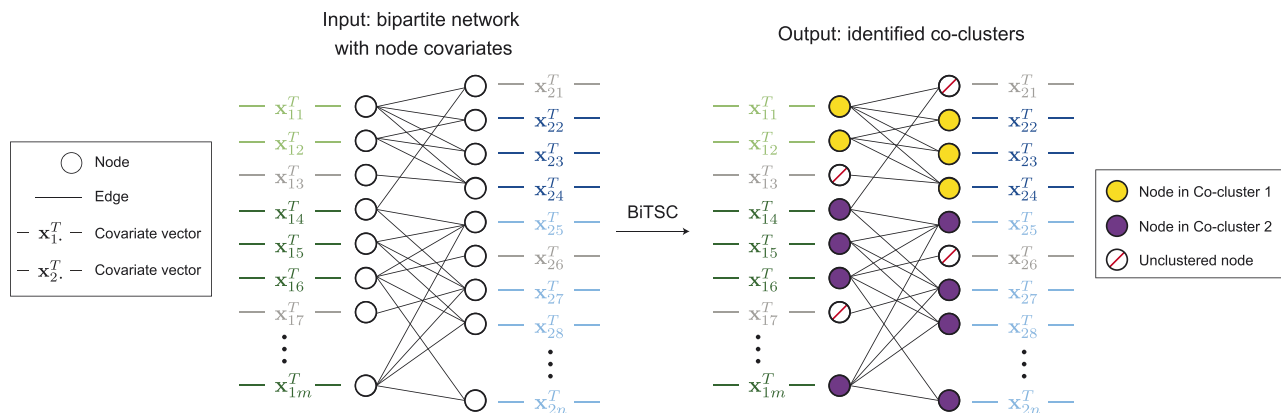 Input: bipartite network
with node covariates
Output: identified co-clusters
Node
Edge
x_{1·}^T Covariate vector
x_{2·}^T Covariate vector
x_{11}^T
x_{12}^T
x_{13}^T
x_{14}^T
x_{15}^T
x_{16}^T
x_{17}^T
x_{1m}^T
x_{21}^T
x_{22}^T
x_{23}^T
x_{24}^T
x_{25}^T
x_{26}^T
x_{27}^T
x_{28}^T
x_{2n}^T
BiTSC
x_{11}^T
x_{12}^T
x_{13}^T
x_{14}^T
x_{15}^T
x_{16}^T
x_{17}^T
x_{1m}^T
x_{21}^T
x_{22}^T
x_{23}^T
x_{24}^T
x_{25}^T
x_{26}^T
x_{27}^T
x_{28}^T
x_{2n}^T
Node in Co-cluster 1
Node in Co-cluster 2
Unclustered node